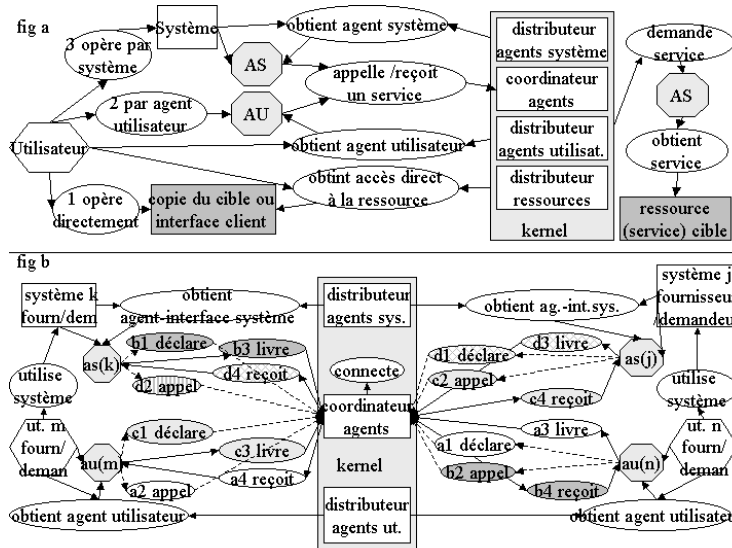 fig a
3 opère par
système
Système
obtient agent système
distributeur
agents système
demande
service
AS
appelle /reçoit
un service
coordinateur
agents
AS
2 par agent
utilisateur
AU
Utilisateur
obtient agent utilisateur
distributeur
agents utilisat.
obtient
service
1 opère
directement
copie du cible ou
interface client
obtint accès direct
à la ressource
distributeur
ressources
kernel
ressource
(service) cible
fig b
système k
fourn/dem
obtient
agent-interface système
distributeur
agents sys.
obtient ag.-int.sys.
système j
fournisseur
/demandeur
as(k)
b1 déclare
b3 livre
d2 appel
d4 reçoit
connecte
d1 déclare
d3 livre
c2 appel
c4 reçoit
as(j)
utilise
système
utilise
système
coordinateur
agents
ut. m
fourn/
deman
au(m
c1 déclare
c3 livre
a2 appel
a4 reçoit
kernel
a1 déclare
a3 livre
b2 appel
b4 reçoit
au(n)
ut. n
fourn/
deman
obtient agent utilisateur
distributeur
agents ut.
obtient agent utilisateur